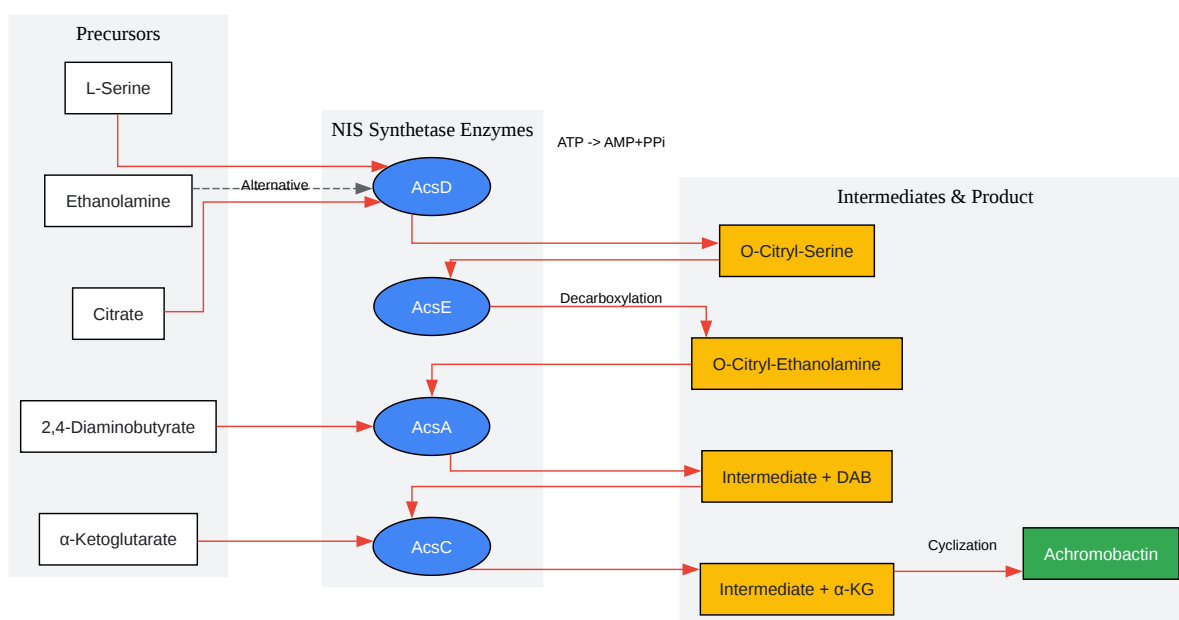 Precursors
L-Serine
NIS Synthetase Enzymes
ATP -> AMP+PPi
Ethanolamine
Alternative
AcsD
Intermediates & Product
O-Citryl-Serine
Citrate
AcsE
Decarboxylation
O-Citryl-Ethanolamine
2,4-Diaminobutyrate
AcsA
Intermediate + DAB
α-Ketoglutarate
AcsC
Intermediate + α-KG
Cyclization
Achromobactin